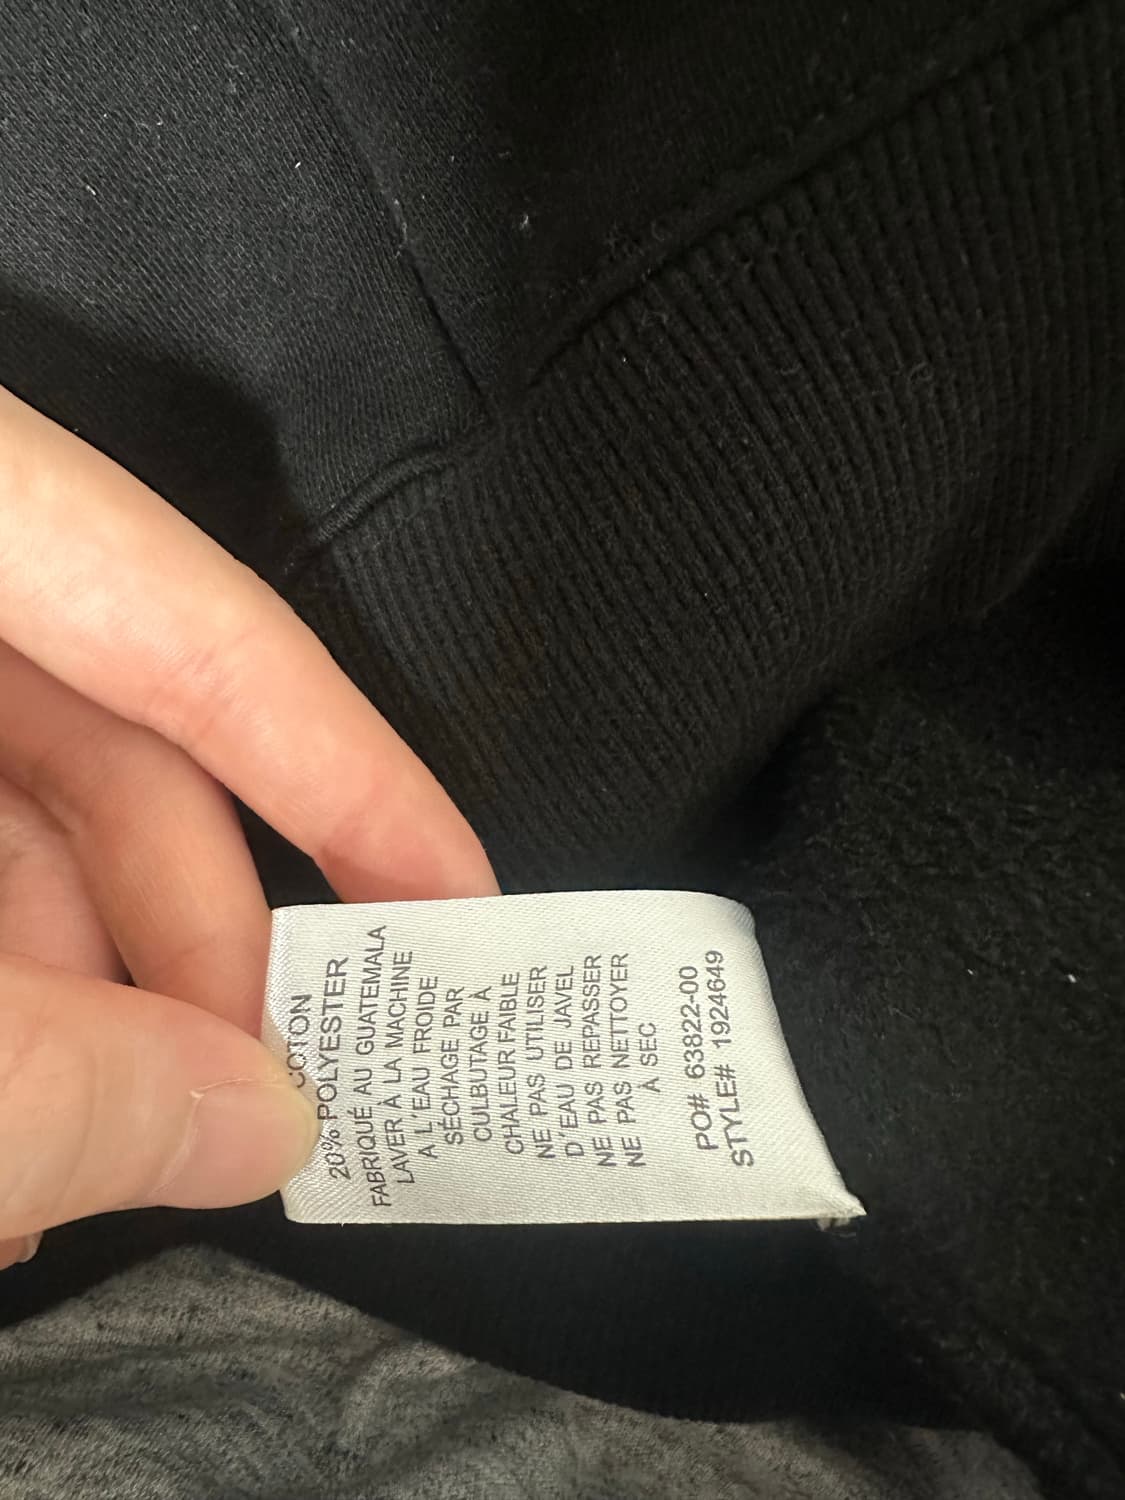 COTON
20% POLYESTER
FABRIQUÉ AU GUATEMALA
LAVER À LA MACHINE
A L'EAU FROIDE
SÉCHAGE PAR
CULBUTAGE À
CHALEUR FAIBLE
NE PAS UTILISER
D'EAU DE JAVEL
NE PAS REPASSER
NE PAS NETTOYER
À SEC
PO# 63822-00
STYLE# 1924649